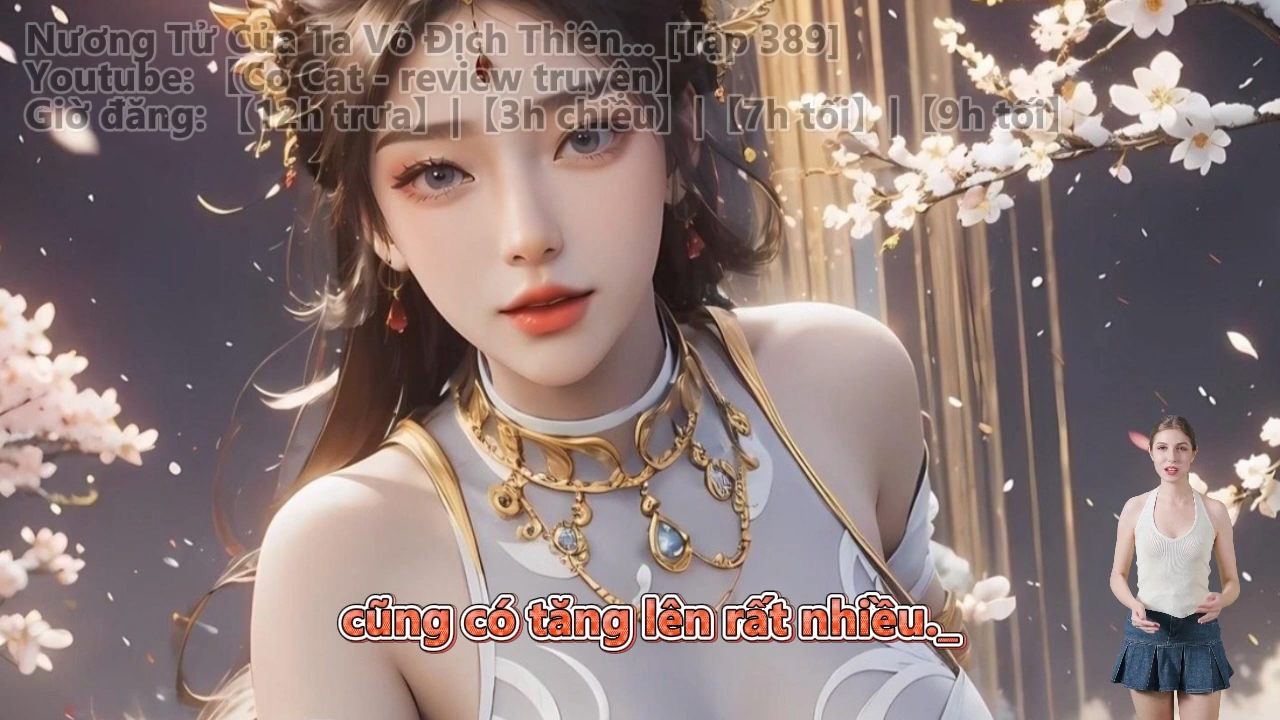 Nương Tử Của Ta Vô Địch Thiên... [Tập 389]
Youtube: 【Cơ Cat - review truyện】
Giờ đăng: 【12h trưa】 | 【3h chiều】 | 【7h tối】 | 【9h tối】
cũng có tăng lên rất nhiều._